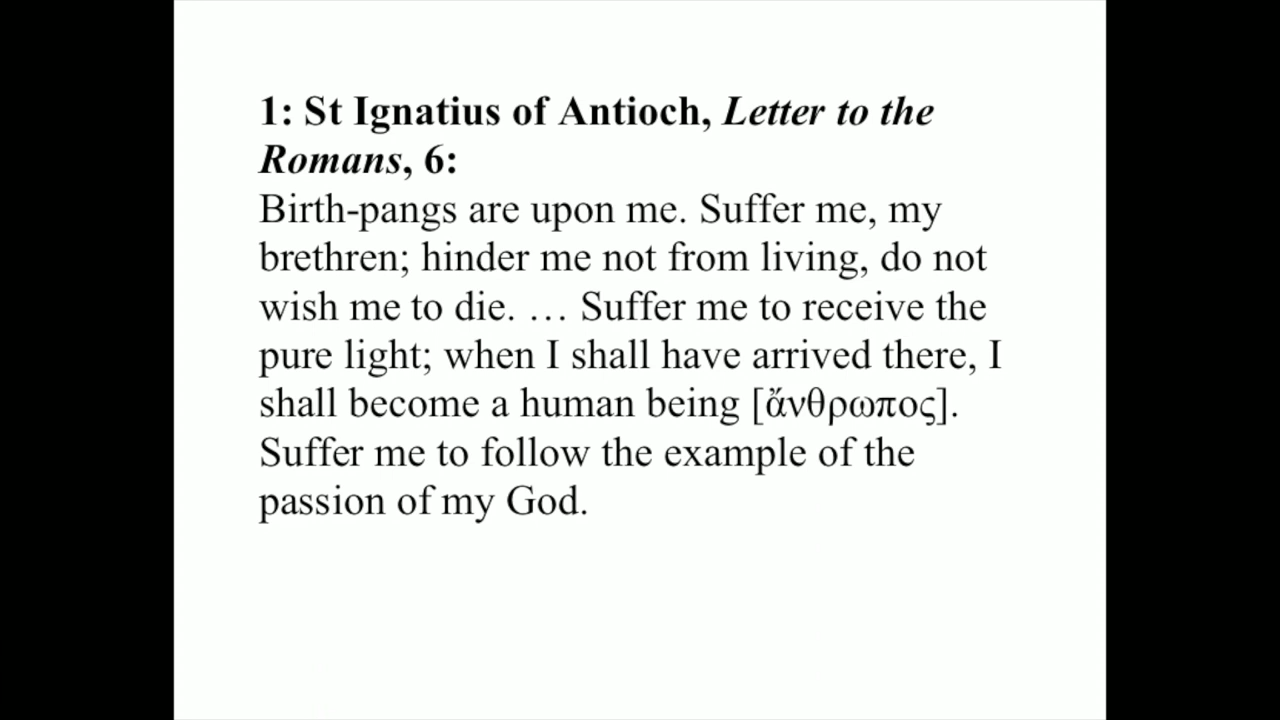 1: St Ignatius of Antioch, Letter to the
Romans, 6:
Birth-pangs are upon me. Suffer me, my
brethren; hinder me not from living, do not
wish me to die. … Suffer me to receive the
pure light; when I shall have arrived there, I
shall become a human being [ἄνθρωπος].
Suffer me to follow the example of the
passion of my God.